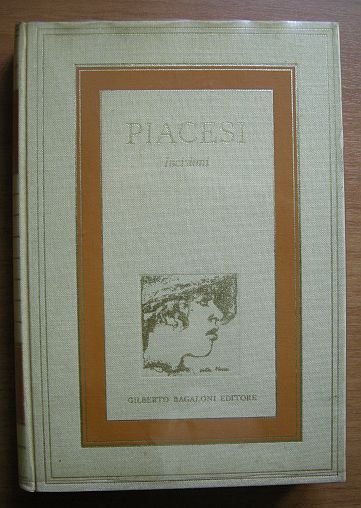 PIACESI
incisioni
GILBERTO BAGALONI EDITORE